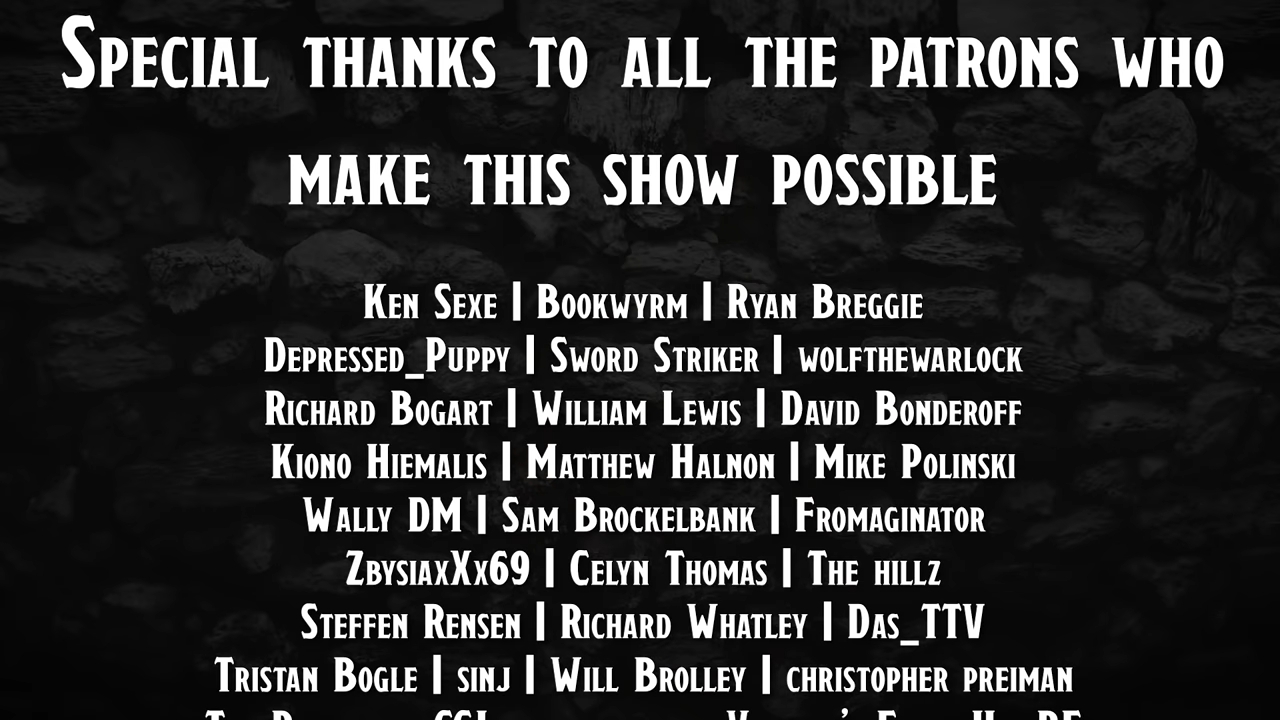 Special thanks to all the patrons who
make this show possible
Ken Sexe | Bookwyrm | Ryan Breggie
Depressed_Puppy | Sword Striker | wolfthewarlock
Richard Bogart | William Lewis | David Bonderoff
Kiono Hiemalis | Matthew Halnon | Mike Polinski
Wally DM | Sam Brockelbank | Fromaginator
ZbysiaxXx69 | Celyn Thomas | The hillz
Steffen Rensen | Richard Whatley | Das_TTV
Tristan Bogle | sinj | Will Brolley | christopher preiman